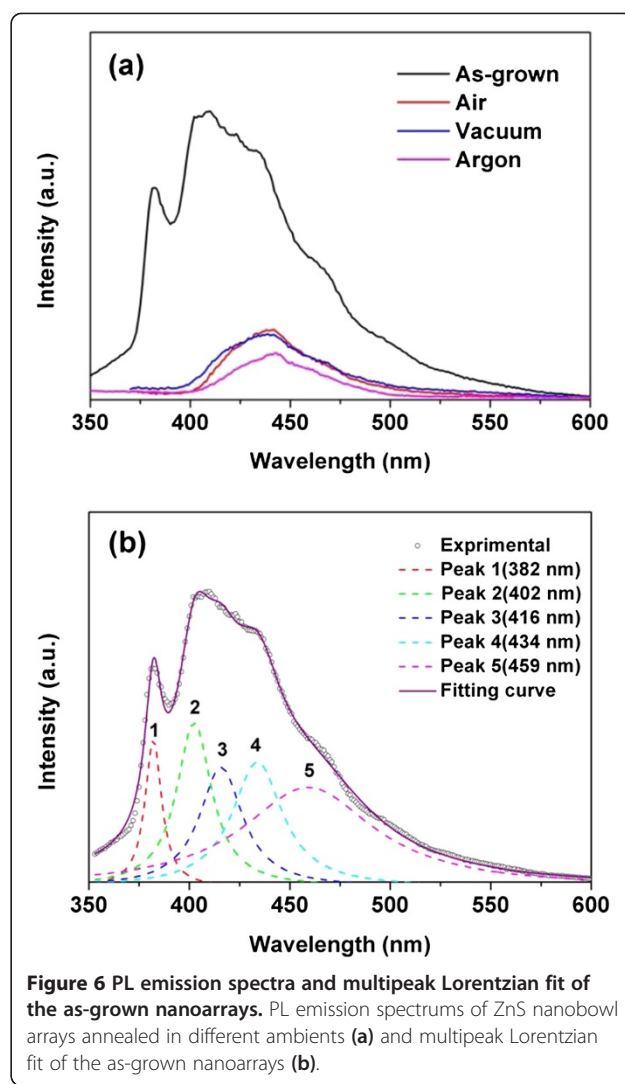 (a)
As-grown
Air
Vacuum
Argon
Intensity (a.u.)
350 400 450 500 550 600
Wavelength (nm)
(b)
Exprimental
Peak 1(382 nm)
Peak 2(402 nm)
Peak 3(416 nm)
Peak 4(434 nm)
Peak 5(459 nm)
Fitting curve
1
2
3
4
5
Intensity (a.u.)
350 400 450 500 550 600
Wavelength (nm)
Figure 6 PL emission spectra and multipeak Lorentzian fit of
the as-grown nanoarrays. PL emission spectrums of ZnS nanobowl
arrays annealed in different ambients (a) and multipeak Lorentzian
fit of the as-grown nanoarrays (b).